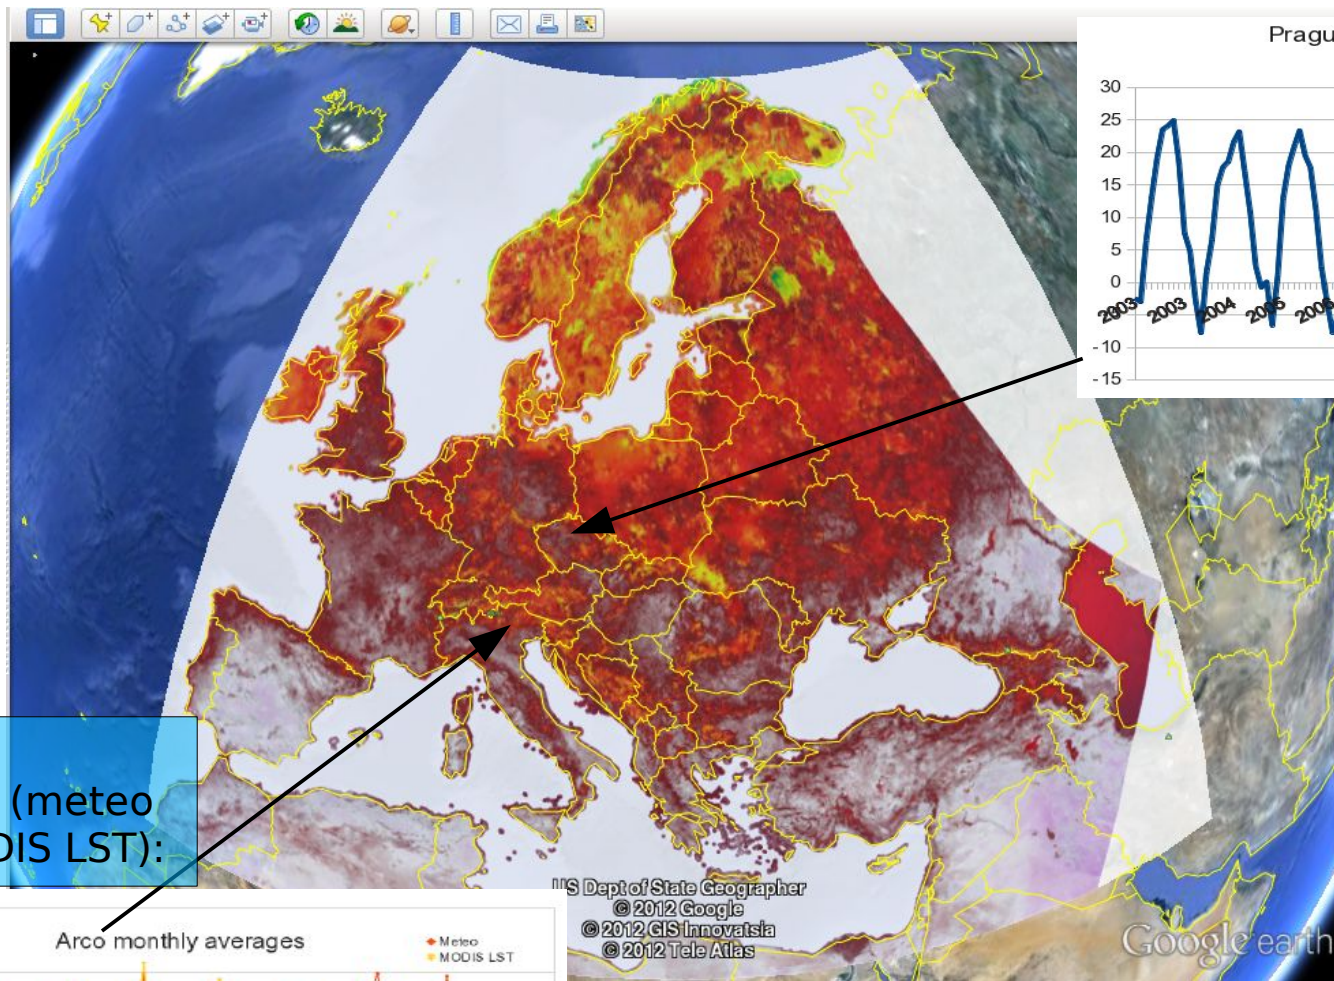 Pragu
30
25
20
15
10
5
0
2003
2003
2004
2005
2006
-10
-15
(meteo
DIS LST):
Arco monthly averages
Meteo
MODIS LST
US Dept of State Geographer
© 2012 Google
© 2012 GIS Innovatsia
© 2012 Tele Atlas
Google earth